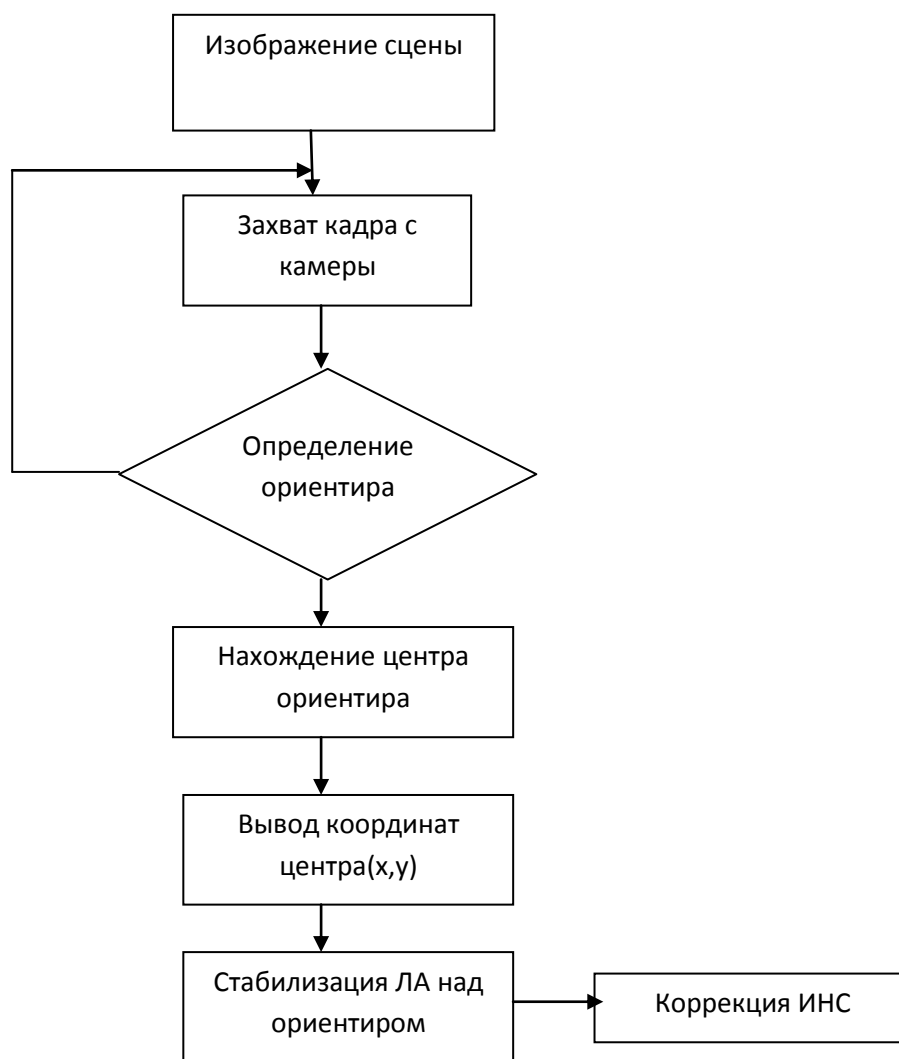 Изображение сцены
Захват кадра с
камеры
Определение
ориентира
Нахождение центра
ориентира
Вывод координат
центра(x,y)
Стабилизация ЛА над
ориентиром
Коррекция ИНС